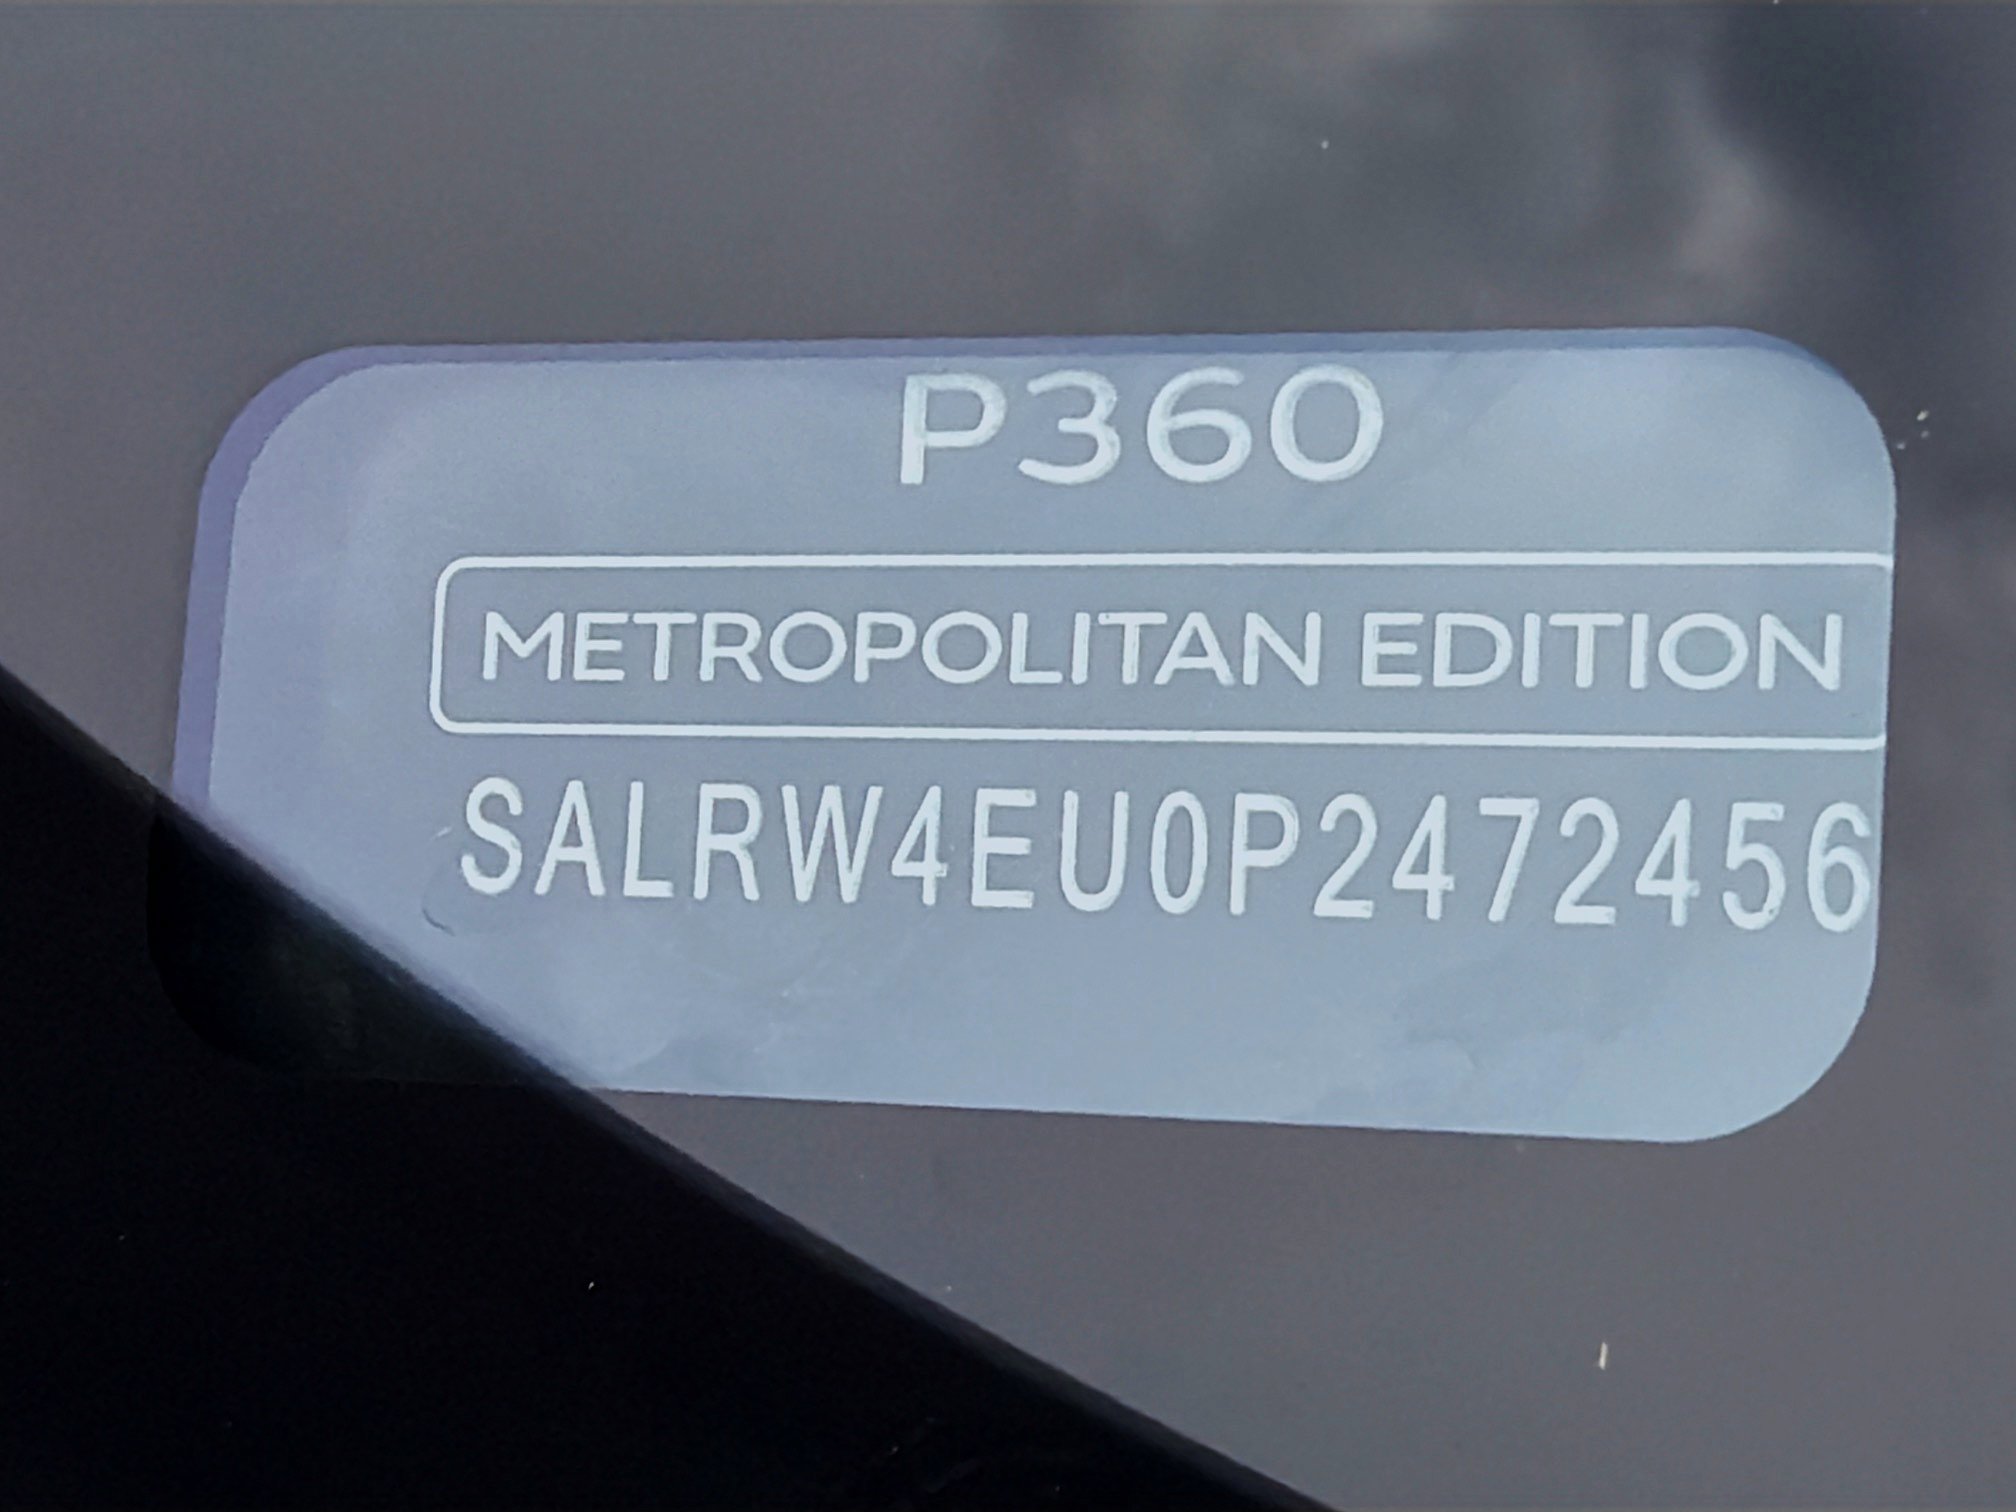 P360
METROPOLITAN EDITION
SALRW4EU0P2472456